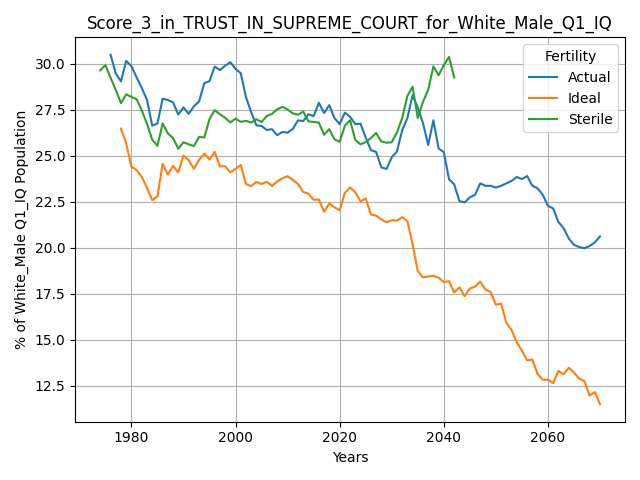 Score_3_in_TRUST_IN_SUPREME_COURT_for_White_Male_Q1_IQ
% of White_Male Q1_IQ Population
30.0
27.5
25.0
22.5
20.0
17.5
15.0
12.5
Fertility
Actual
Ideal
Sterile
1980
2000
2020
2040
2060
Years